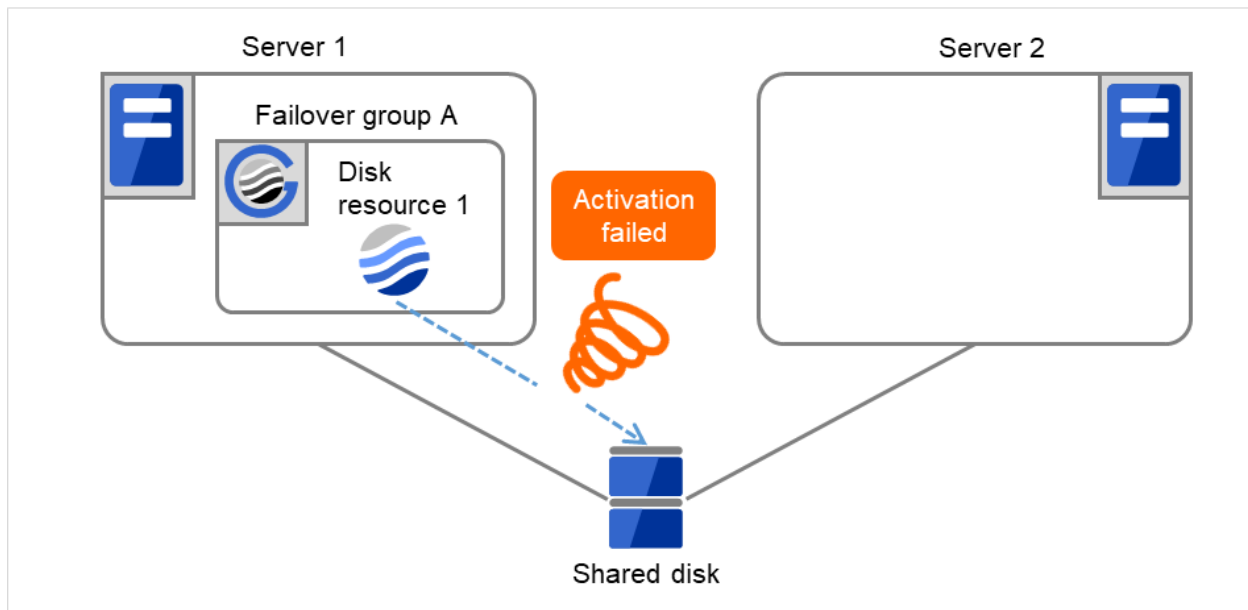 Server 1
Server 2
Failover group A
Disk
resource 1
Activation
failed
Shared disk